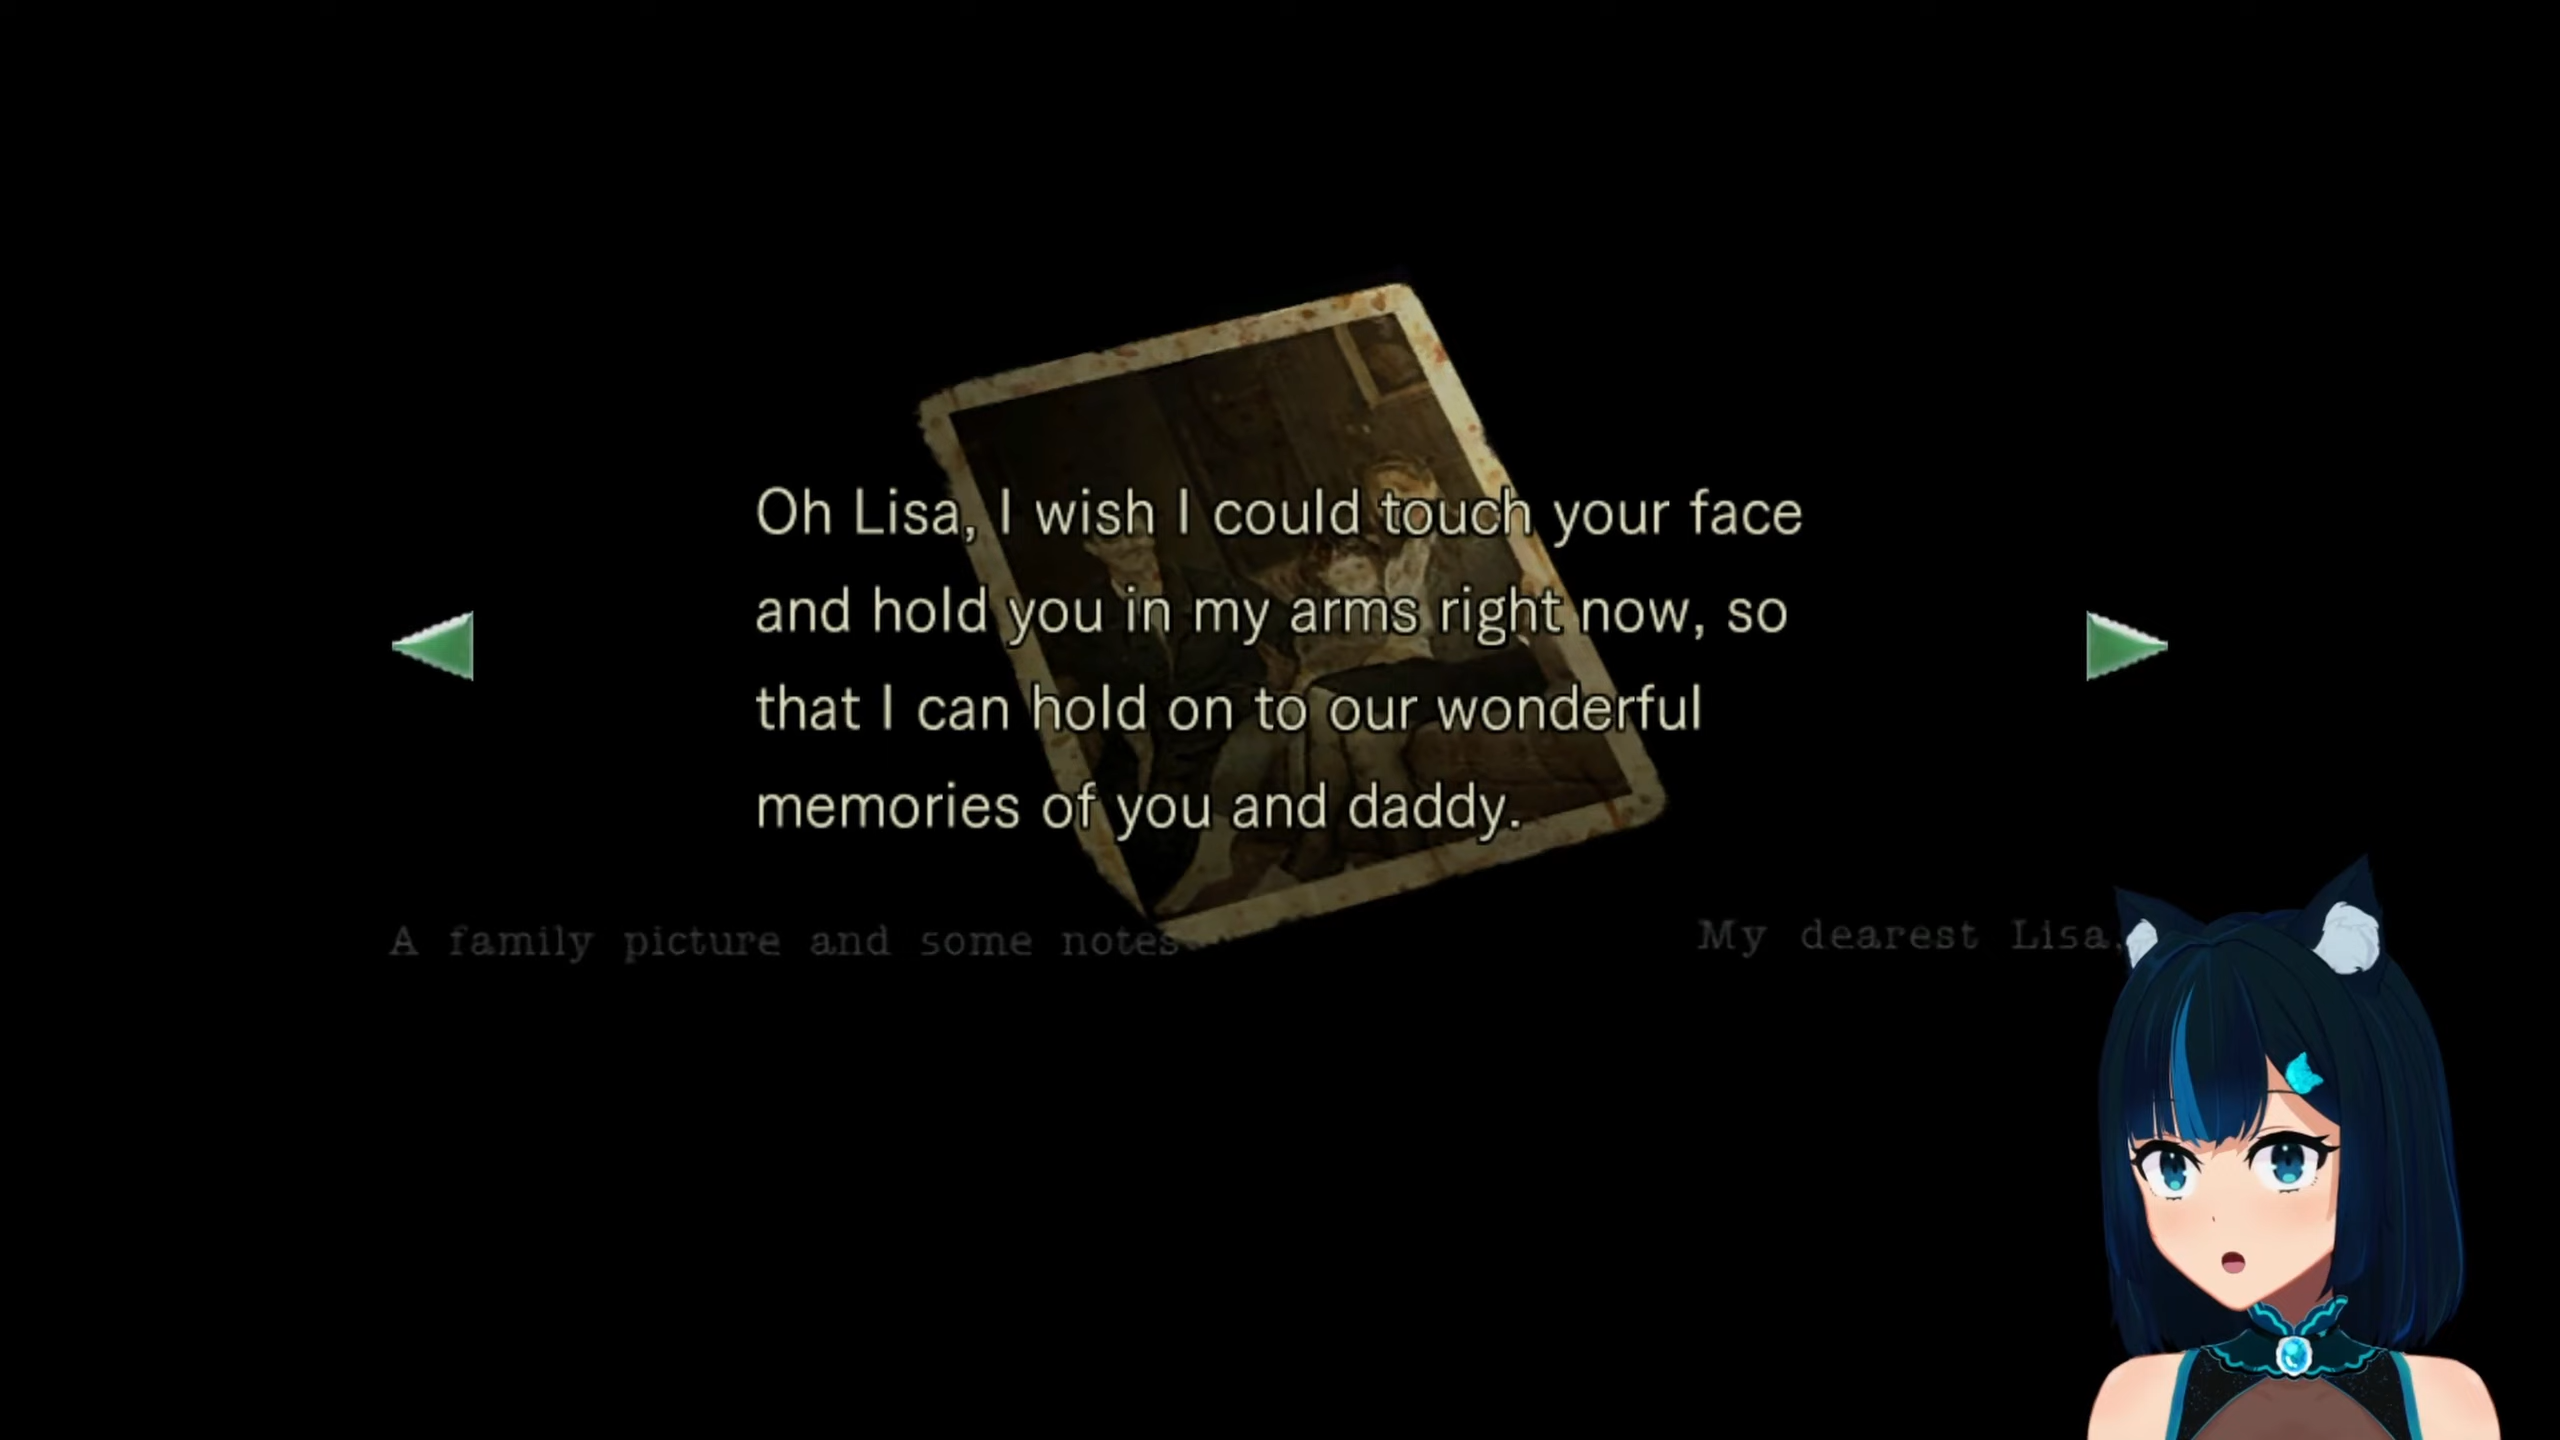 Oh Lisa, I wish I could touch your face
and hold you in my arms right now, so
that I can hold on to our wonderful
memories of you and daddy.
A family picture and some notes
My dearest Lisa,